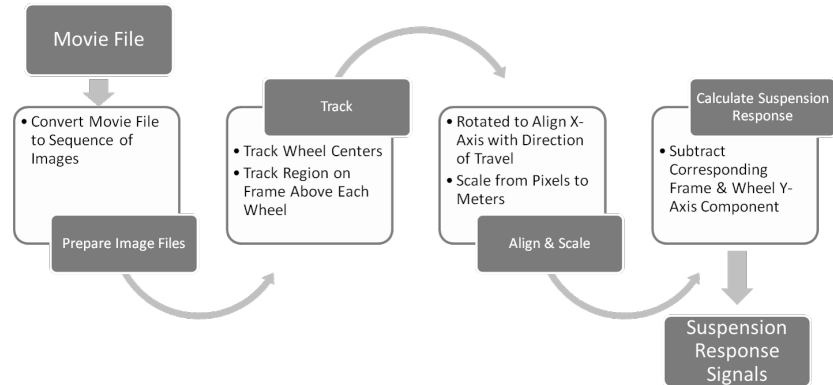 Movie File
• Convert Movie File
to Sequence of
Images
Prepare Image Files
Track
• Track Wheel Centers
• Track Region on
Frame Above Each
Wheel
• Rotated to Align X-
Axis with Direction
of Travel
• Scale from Pixels to
Meters
Align & Scale
Calculate Suspension
Response
• Subtract
Corresponding
Frame & Wheel Y-
Axis Component
Suspension
Response
Signals